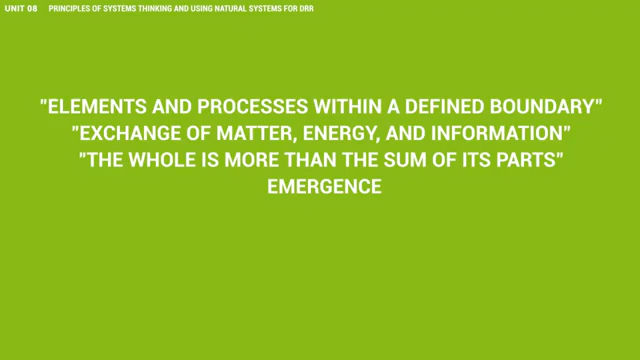 UNIT 08 PRINCIPLES OF SYSTEMS THINKING AND USING NATURAL SYSTEMS FOR DRR
"ELEMENTS AND PROCESSES WITHIN A DEFINED BOUNDARY"
"EXCHANGE OF MATTER, ENERGY, AND INFORMATION"
"THE WHOLE IS MORE THAN THE SUM OF ITS PARTS"
EMERGENCE